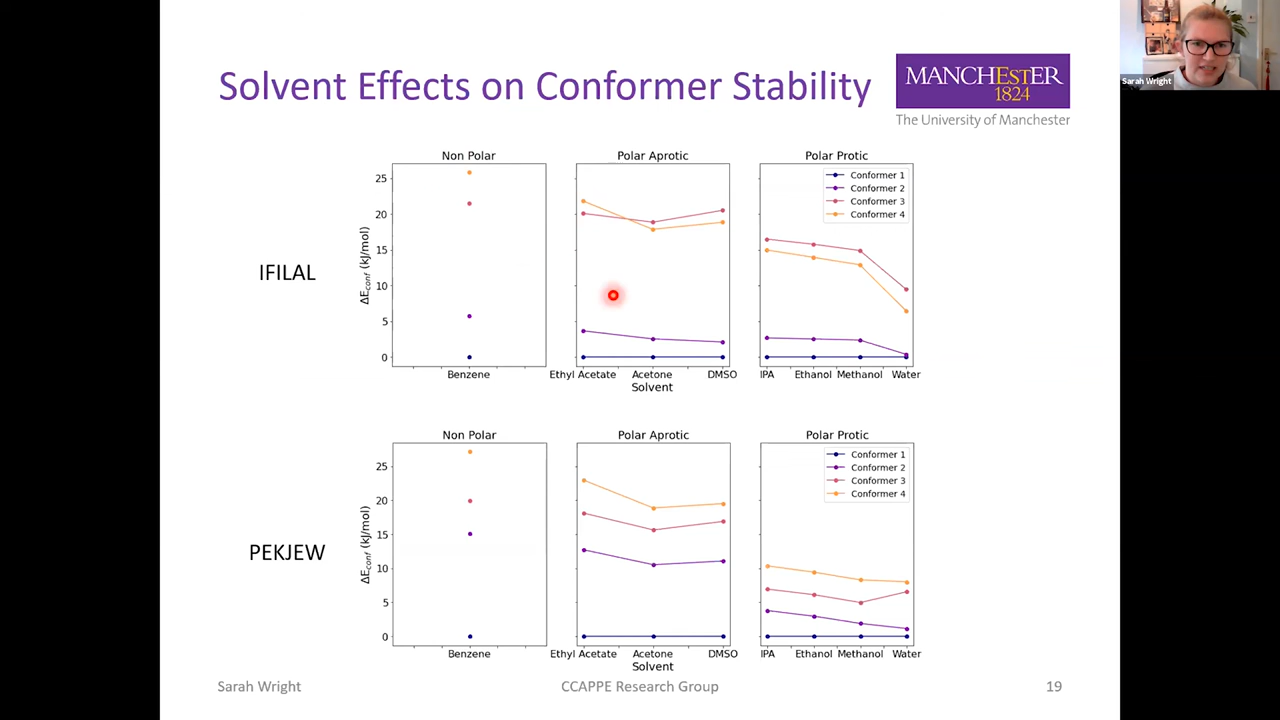 Solvent Effects on Conformer Stability
MANCHESTER
1824
The University of Manchester
Sarah Wright
IFILAL
Non Polar
Polar Aprotic
Polar Protic
ΔEconf (kJ/mol)
25
20
15
10
5
0
Conformer 1
Conformer 2
Conformer 3
Conformer 4
Benzene
Ethyl Acetate Acetone DMSO
Solvent
IPA Ethanol Methanol Water
PEKJEW
Non Polar
Polar Aprotic
Polar Protic
ΔEconf (kJ/mol)
25
20
15
10
5
0
Conformer 1
Conformer 2
Conformer 3
Conformer 4
Benzene
Ethyl Acetate Acetone DMSO
Solvent
IPA Ethanol Methanol Water
Sarah Wright
CCAPPE Research Group
19